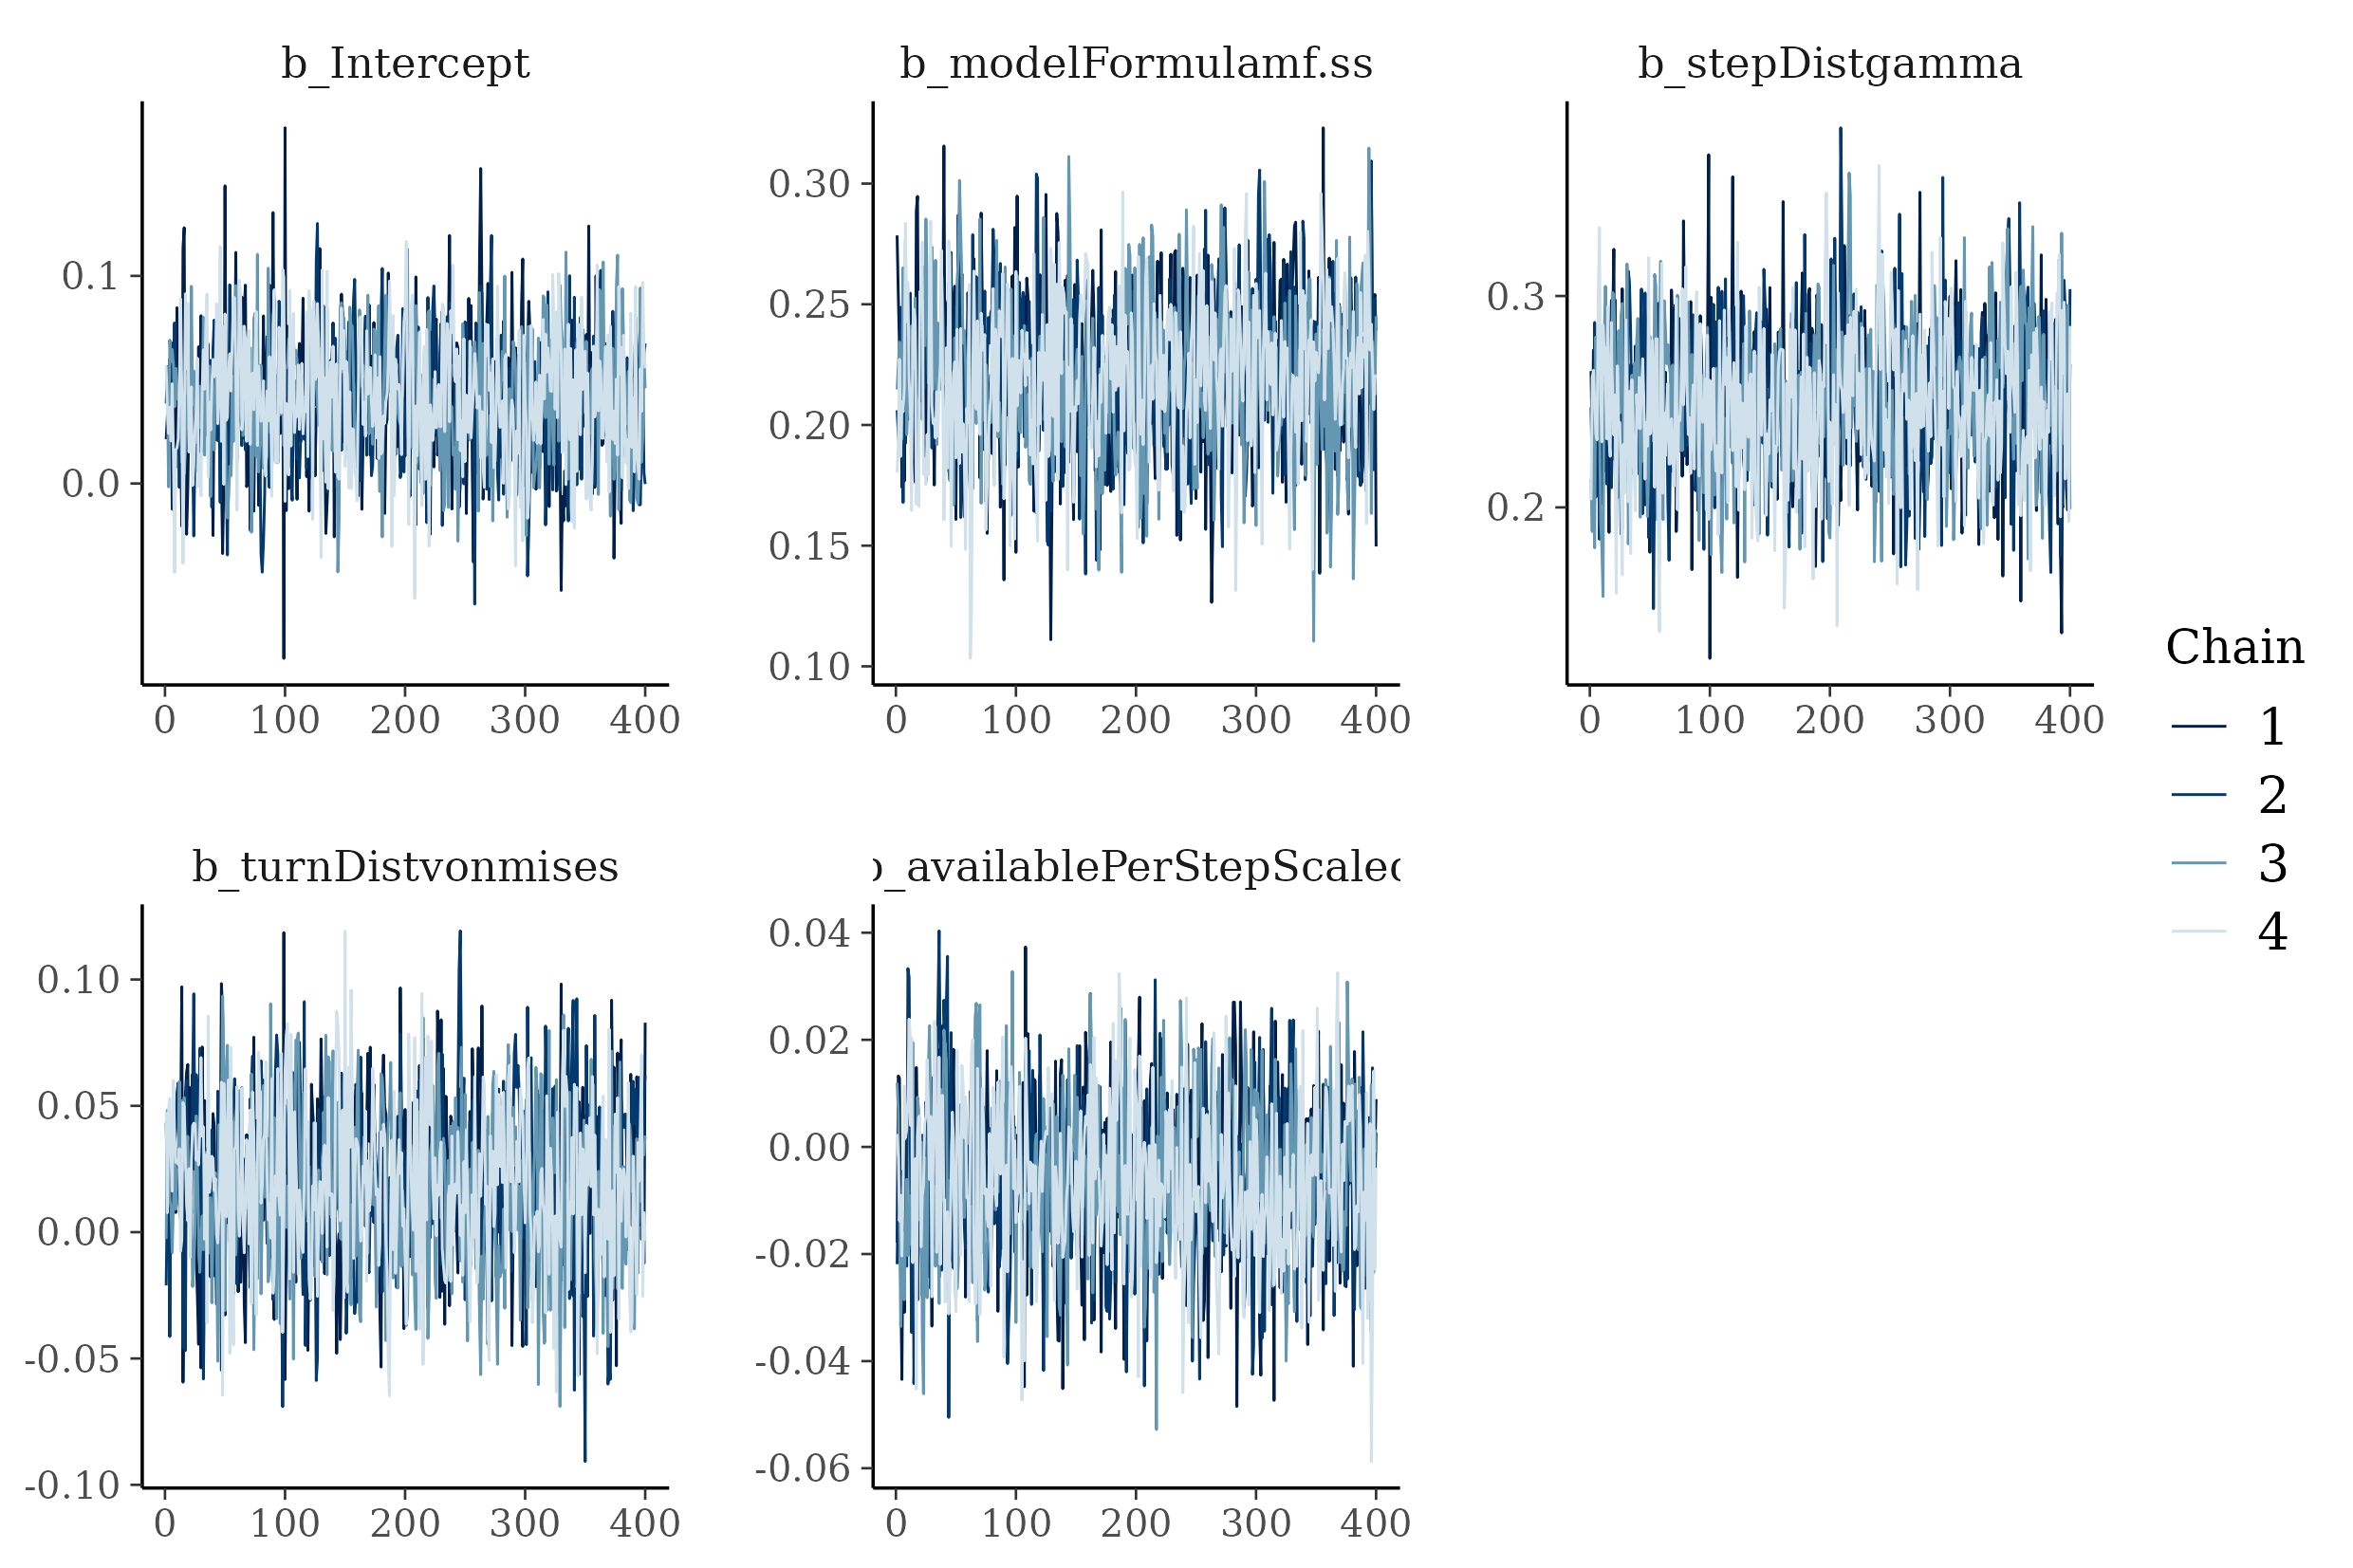 b_Intercept
0.1
0.0
0 100 200 300 400
b_modelFormulamf.ss
0.30
0.25
0.20
0.15
0.10
0 100 200 300 400
b_stepDistgamma
0.3
0.2
0 100 200 300 400
b_turnDistvonmises
0.10
0.05
0.00
-0.05
-0.10
0 100 200 300 400
b_availablePerStepScaled
0.04
0.02
0.00
-0.02
-0.04
-0.06
0 100 200 300 400
Chain
1
2
3
4